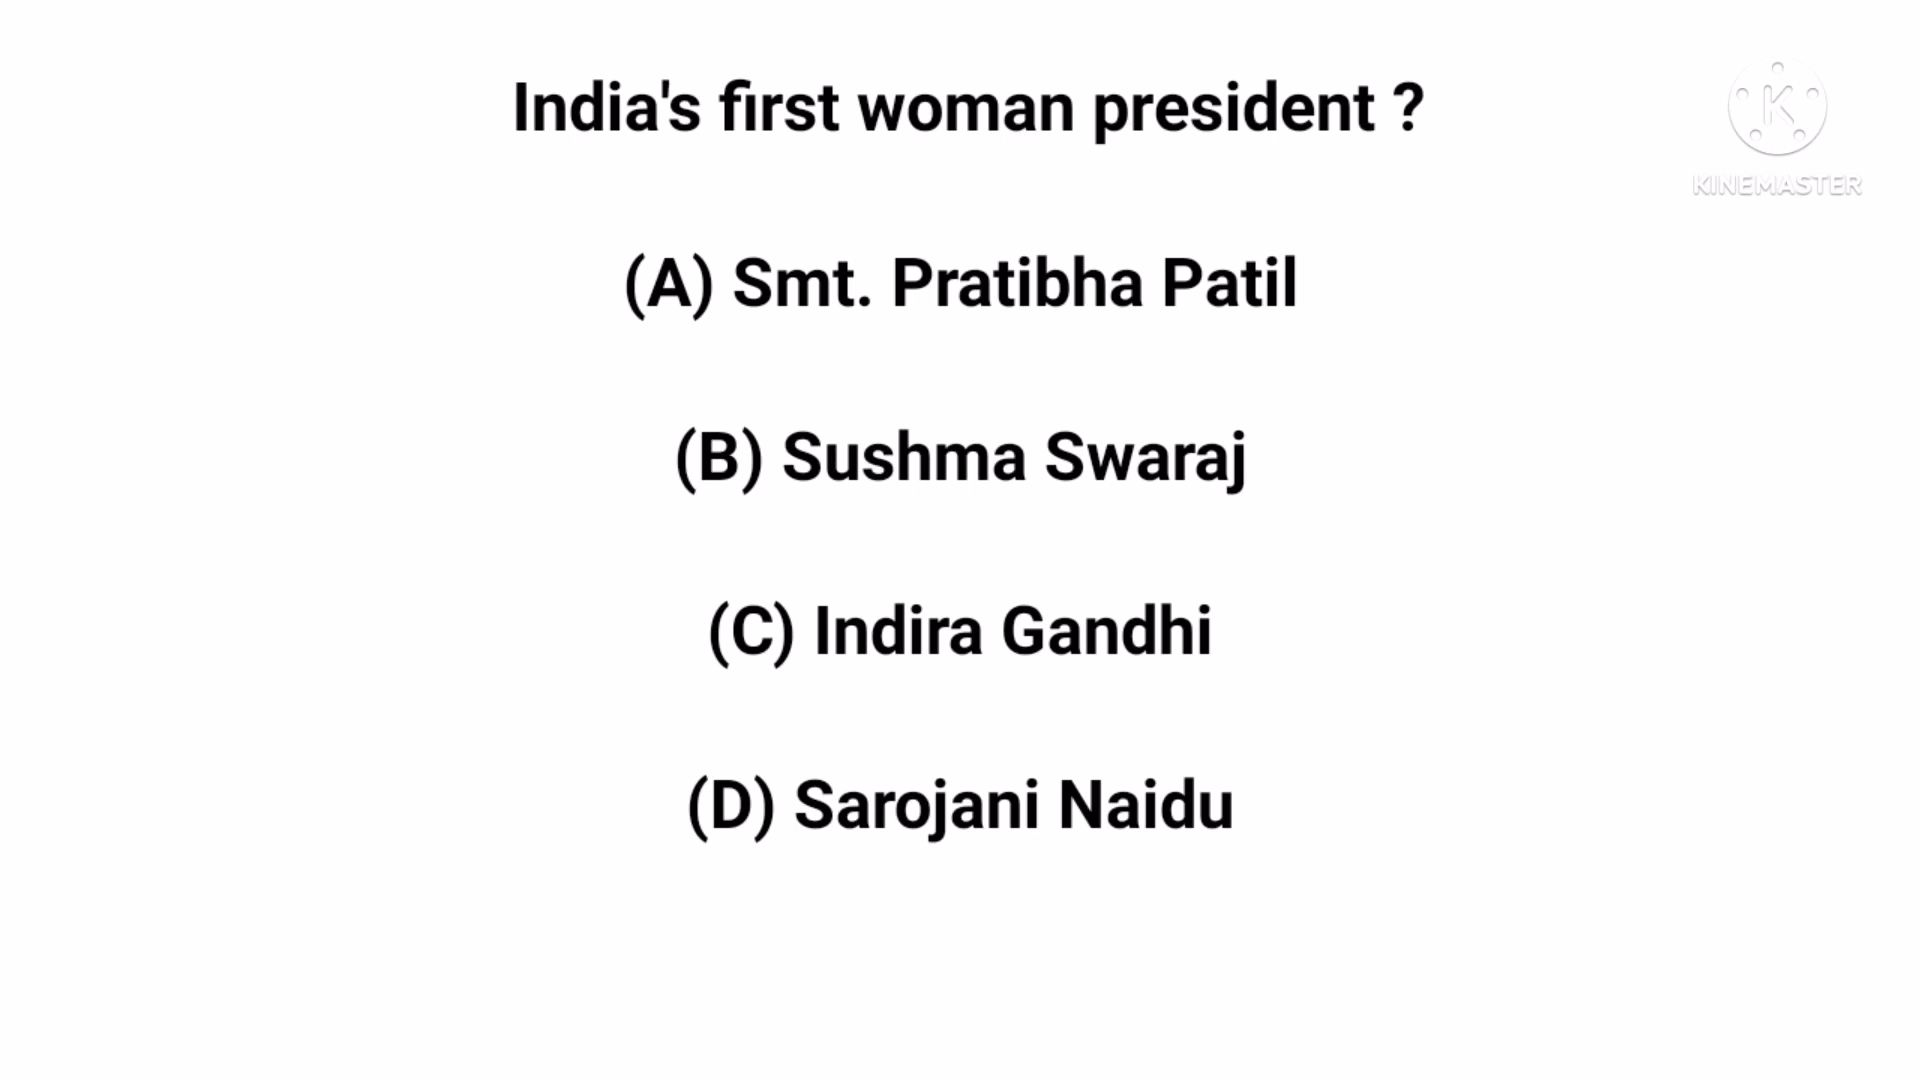 India's first woman president ?
KINEMASTER
(A) Smt. Pratibha Patil
(B) Sushma Swaraj
(C) Indira Gandhi
(D) Sarojani Naidu